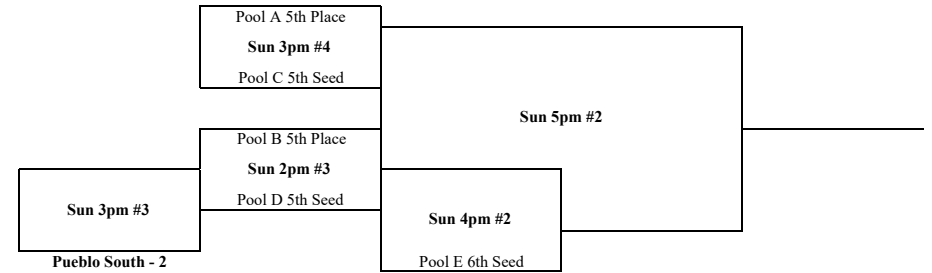 Pool A 5th Place
Sun 3pm #4
Pool C 5th Seed
Sun 5pm #2
Pool B 5th Place
Sun 2pm #3
Pool D 5th Seed
Sun 3pm #3
Sun 4pm #2
Pueblo South - 2
Pool E 6th Seed